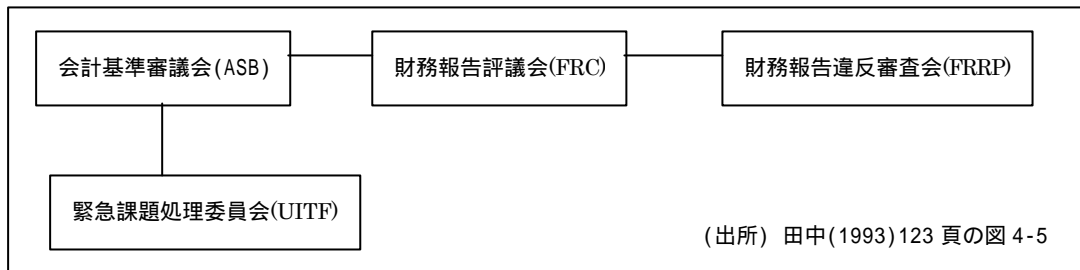 会計基準審議会(ASB)
財務報告評議会(FRC)
財務報告違反審査会(FRRP)
緊急課題処理委員会(UITF)
(出所) 田中(1993)123 頁の図 4-5